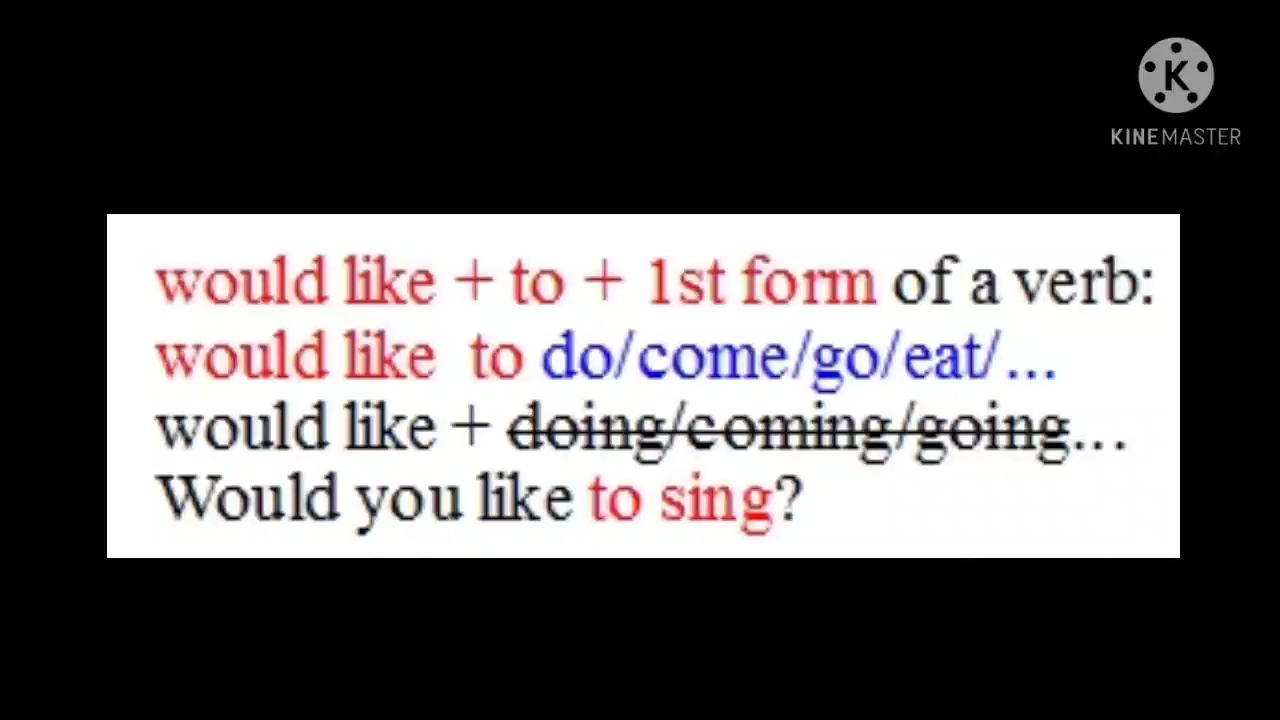 K
KINEMASTER
would like + to + 1st form of a verb:
would like to do/come/go/eat/...
would like + doing/coming/going...
Would you like to sing?